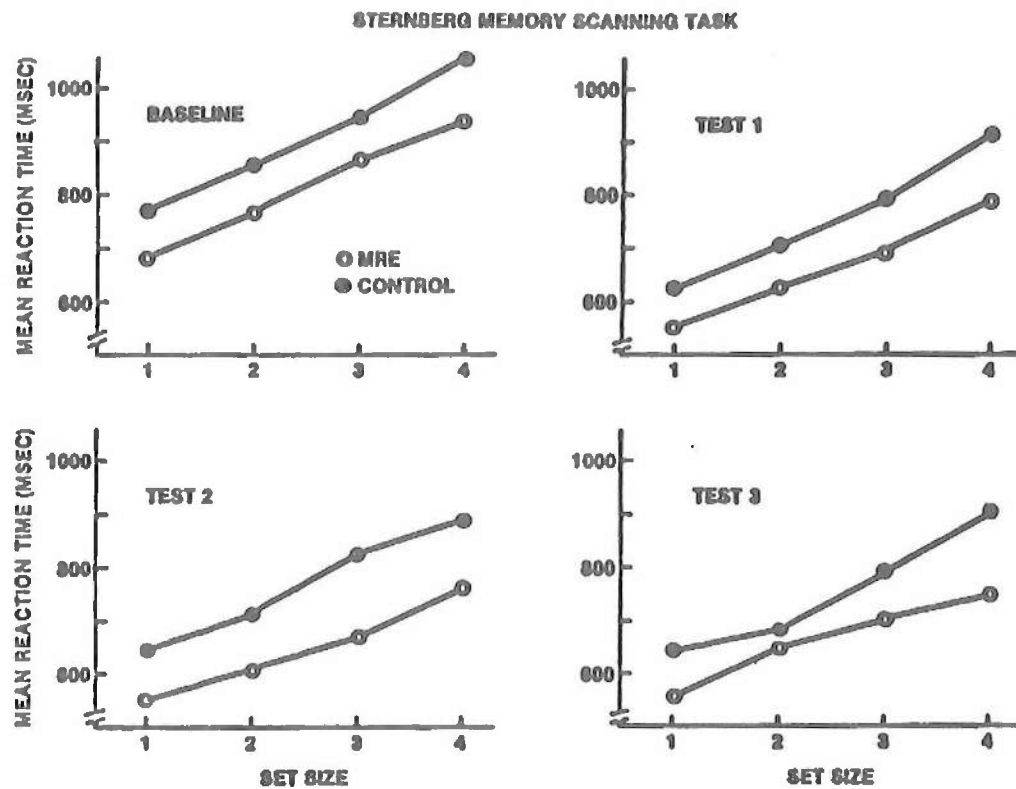 STERNBERG MEMORY SCANNING TASK
MEAN REACTION TIME (MSEC)
1000
800
600
BASELINE
MRE
CONTROL
1 2 3 4
1000
800
600
TEST 1
1 2 3 4
MEAN REACTION TIME (MSEC)
1000
800
600
TEST 2
1 2 3 4
SET SIZE
1000
800
600
TEST 3
1 2 3 4
SET SIZE